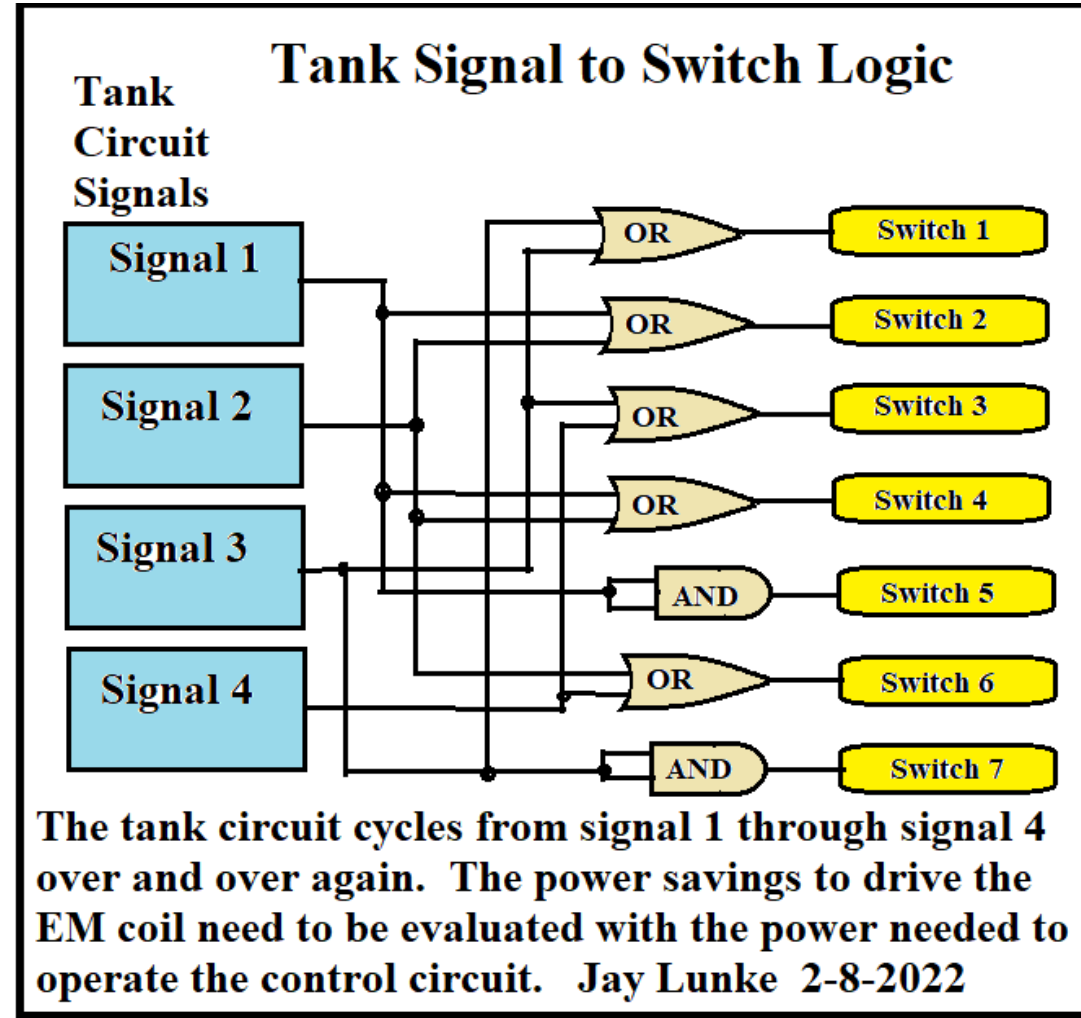 Tank Signal to Switch Logic
Tank
Circuit
Signals
Signal 1
Signal 2
Signal 3
Signal 4
OR
Switch 1
OR
Switch 2
OR
Switch 3
OR
Switch 4
AND
Switch 5
OR
Switch 6
AND
Switch 7
The tank circuit cycles from signal 1 through signal 4
over and over again. The power savings to drive the
EM coil need to be evaluated with the power needed to
operate the control circuit. Jay Lunke 2-8-2022